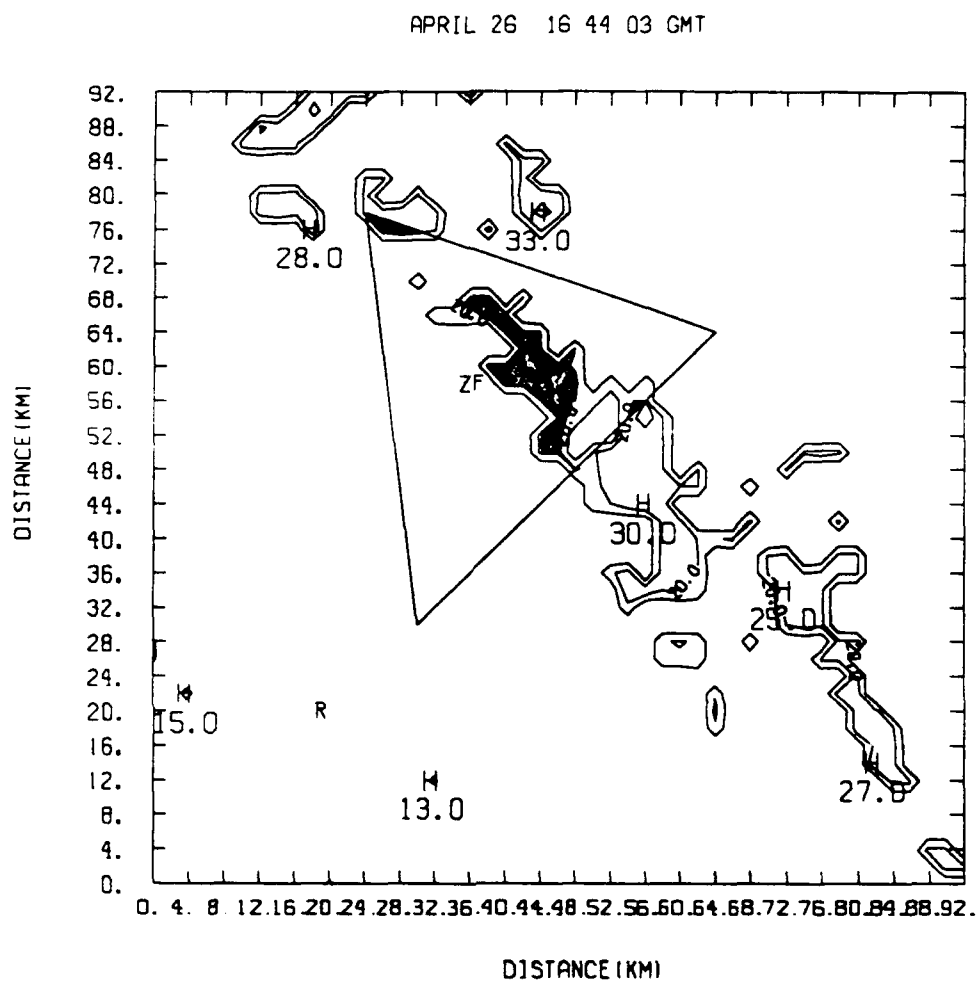 APRIL 26 16 44 03 GMT
92.
88.
84.
80.
76.
72.
68.
64.
60.
56.
52.
48.
44.
40.
36.
32.
28.
24.
20.
16.
12.
8.
4.
0.
DISTANCE(KM)
H
28.0
H
33.0
ZF
H
30.0
20.0
H
H
15.0
R
H
13.0
H
27.0
0. 4. 8. 12.16.20.24.28.32.36.40.44.48.52.56.60.64.68.72.76.80.84.88.92.
DISTANCE(KM)